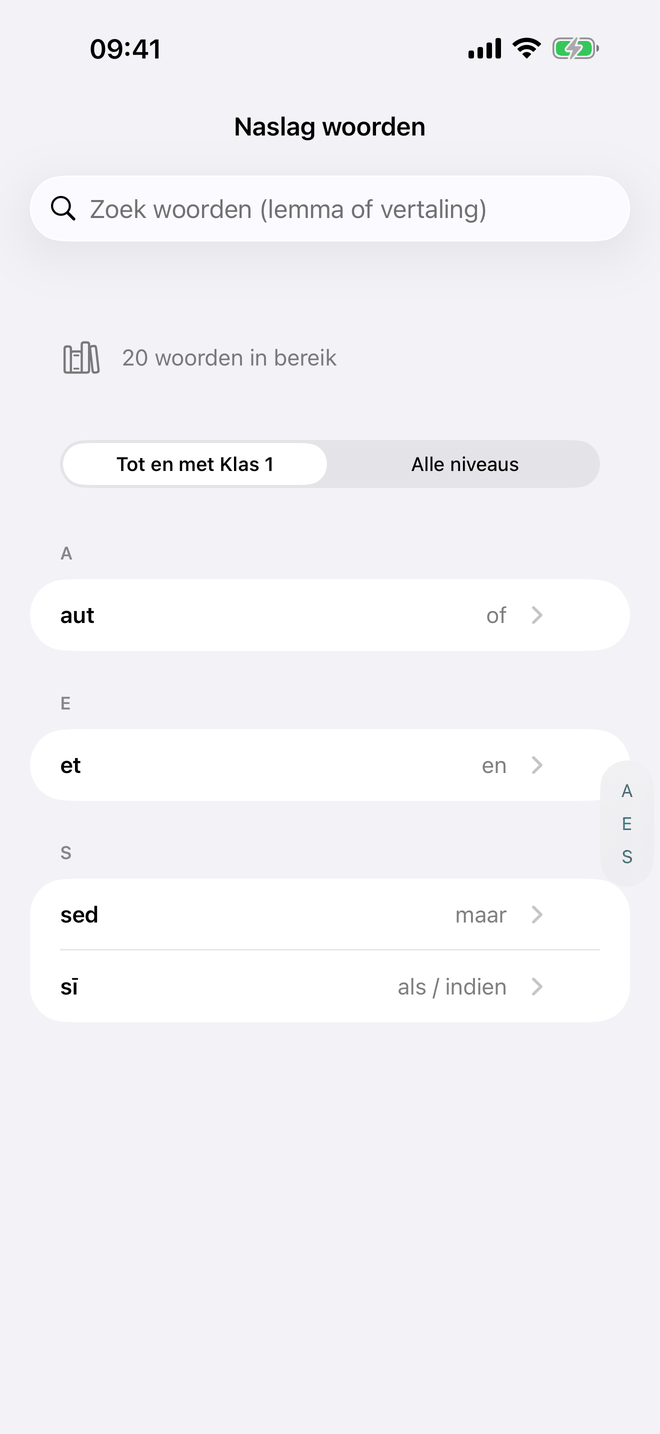 09:41
Naslag woorden
Zoek woorden (lemma of vertaling)
20 woorden in bereik
Tot en met Klas 1 Alle niveaus
A
aut of
E
et en
A
E
S
S
sed maar
sī als / indien